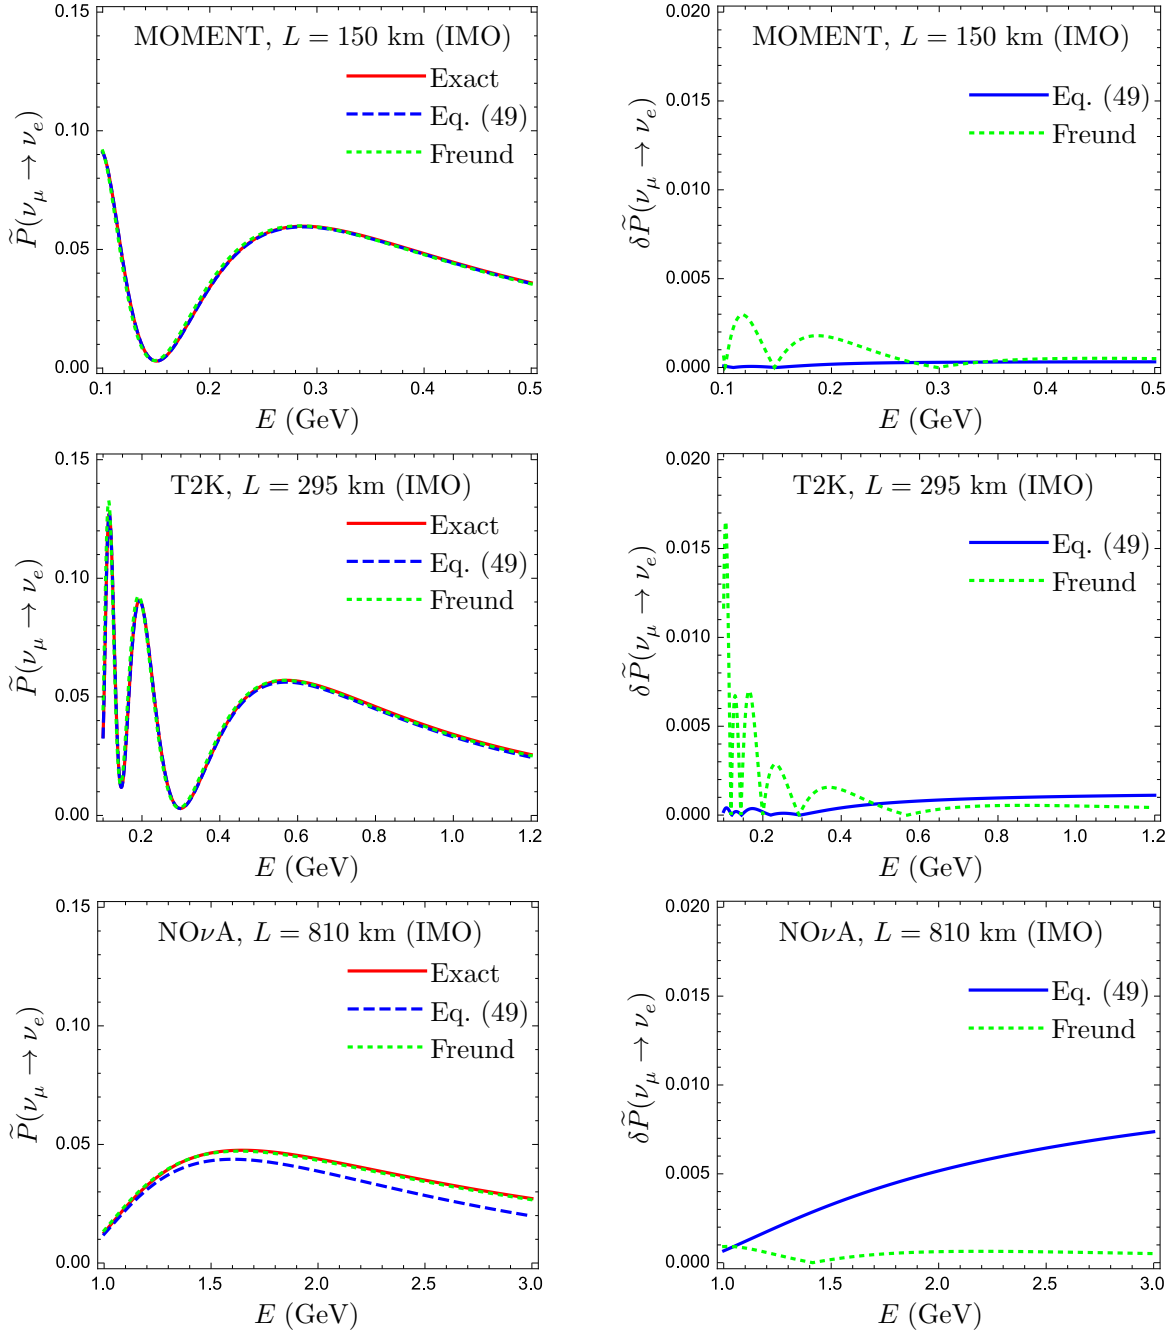 MOMENT, L = 150 km (IMO)
Exact
Eq. (49)
Freund
P̃(ν_μ → ν_e)
0.15
0.10
0.05
0.00
0.1 0.2 0.3 0.4 0.5
E (GeV)
MOMENT, L = 150 km (IMO)
Eq. (49)
Freund
δP̃(ν_μ → ν_e)
0.020
0.015
0.010
0.005
0.000
0.1 0.2 0.3 0.4 0.5
E (GeV)
T2K, L = 295 km (IMO)
Exact
Eq. (49)
Freund
P̃(ν_μ → ν_e)
0.15
0.10
0.05
0.00
0.2 0.4 0.6 0.8 1.0 1.2
E (GeV)
T2K, L = 295 km (IMO)
Eq. (49)
Freund
δP̃(ν_μ → ν_e)
0.020
0.015
0.010
0.005
0.000
0.2 0.4 0.6 0.8 1.0 1.2
E (GeV)
NOνA, L = 810 km (IMO)
Exact
Eq. (49)
Freund
P̃(ν_μ → ν_e)
0.15
0.10
0.05
0.00
1.0 1.5 2.0 2.5 3.0
E (GeV)
NOνA, L = 810 km (IMO)
Eq. (49)
Freund
δP̃(ν_μ → ν_e)
0.020
0.015
0.010
0.005
0.000
1.0 1.5 2.0 2.5 3.0
E (GeV)